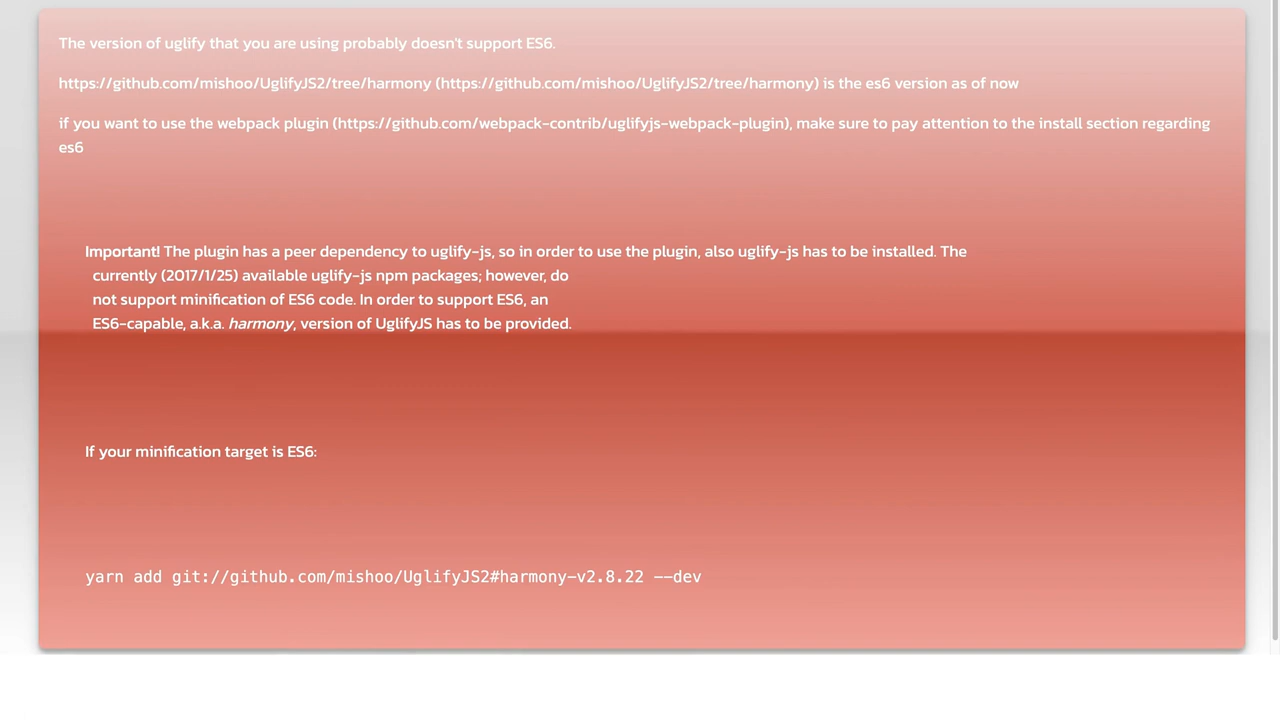 The version of uglify that you are using probably doesn't support ES6.
https://github.com/mishoo/UglifyJS2/tree/harmony (https://github.com/mishoo/UglifyJS2/tree/harmony) is the es6 version as of now
if you want to use the webpack plugin (https://github.com/webpack-contrib/uglifyjs-webpack-plugin), make sure to pay attention to the install section regarding
es6
Important! The plugin has a peer dependency to uglify-js, so in order to use the plugin, also uglify-js has to be installed. The
currently (2017/1/25) available uglify-js npm packages; however, do
not support minification of ES6 code. In order to support ES6, an
ES6-capable, a.k.a. harmony, version of UglifyJS has to be provided.
If your minification target is ES6:
yarn add git://github.com/mishoo/UglifyJS2#harmony-v2.8.22 --dev